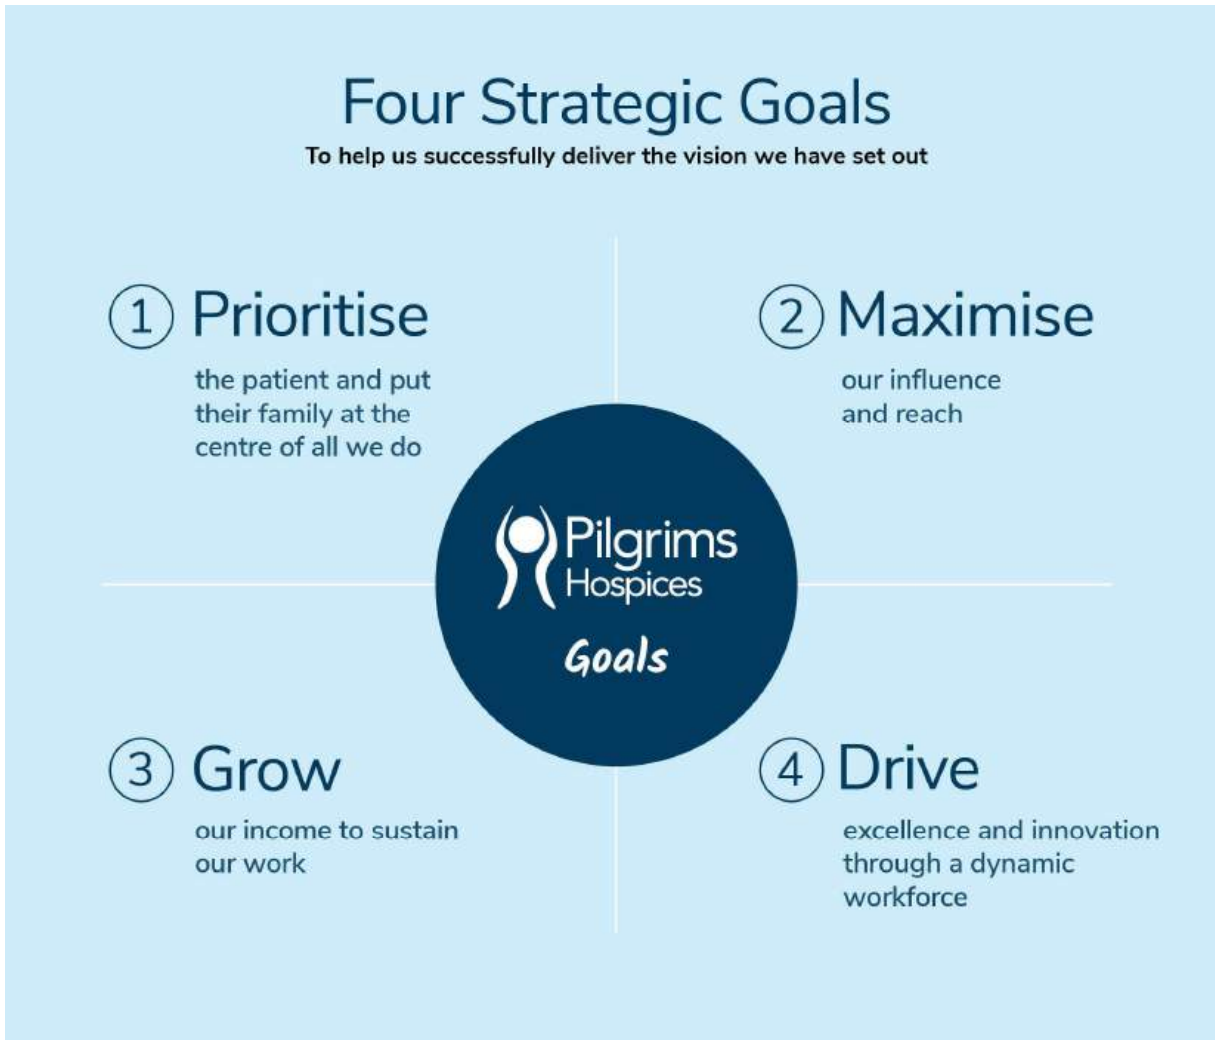 Four Strategic Goals
To help us successfully deliver the vision we have set out
1 Prioritise
the patient and put
their family at the
centre of all we do
2 Maximise
our influence
and reach
Pilgrims
Hospices
Goals
3 Grow
our income to sustain
our work
4 Drive
excellence and innovation
through a dynamic
workforce